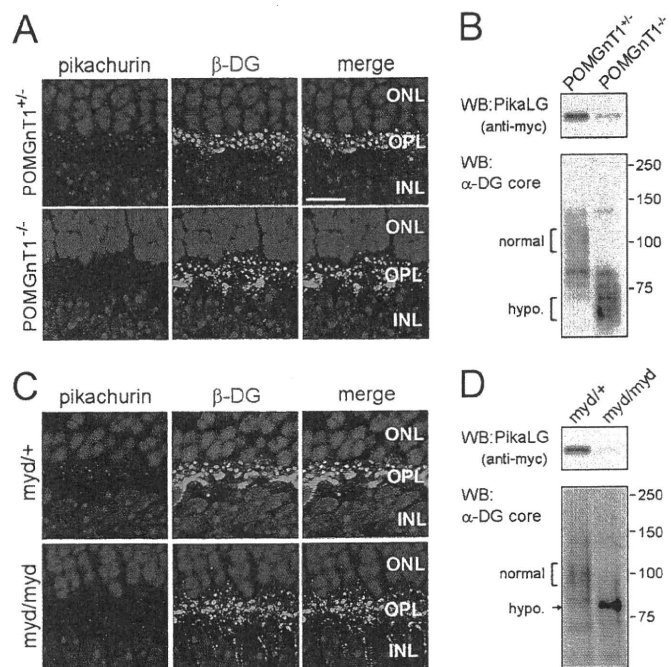 A
pikachurin β-DG merge
POMGnT1+/-
ONL
OPL
INL
POMGnT1-/-
ONL
OPL
INL
B
POMGnT1+/-
POMGnT1-/-
WB:PikaLG
(anti-myc)
WB:
α-DG core
250
150
normal
100
75
hypo.
C
pikachurin β-DG merge
myd/+
ONL
OPL
INL
myd/myd
ONL
OPL
INL
D
myd/+
myd/myd
WB:PikaLG
(anti-myc)
WB:
α-DG core
250
150
normal
100
hypo.
75